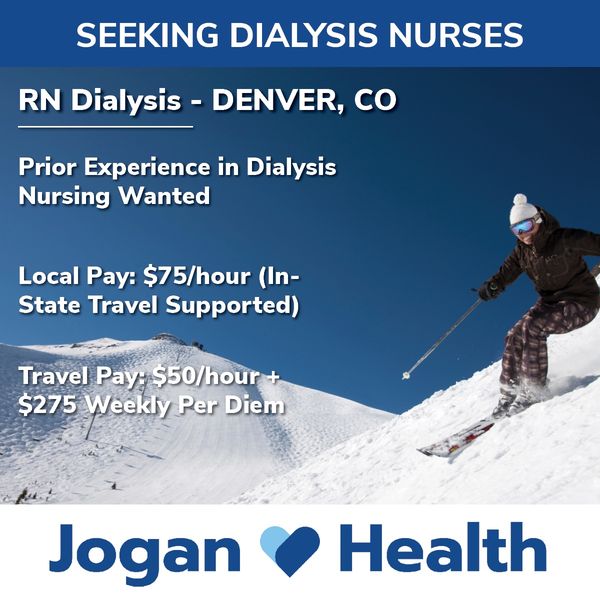 SEEKING DIALYSIS NURSES
RN Dialysis - DENVER, CO
Prior Experience in Dialysis
Nursing Wanted
Local Pay: $75/hour (In-
State Travel Supported)
Travel Pay: $50/hour +
$275 Weekly Per Diem
Jogan Health